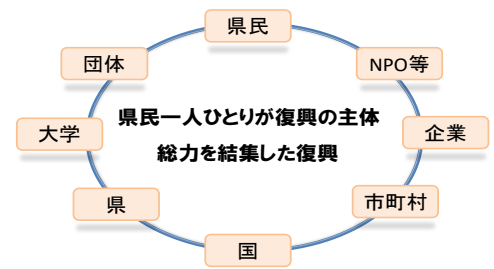 県民
団体
NPO等
県民一人ひとりが復興の主体
大学
企業
総力を結集した復興
県
市町村
国